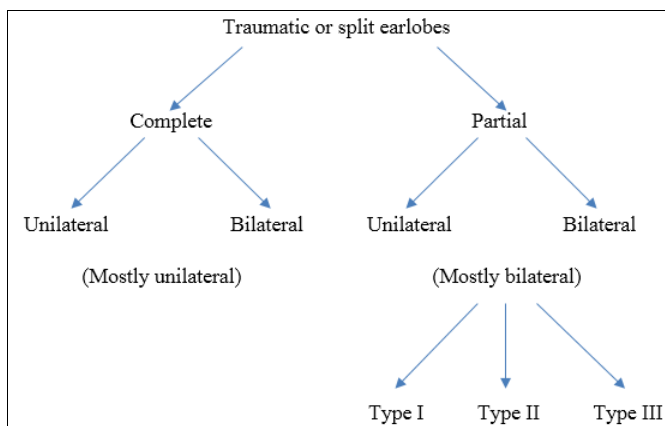 Traumatic or split earlobes
Complete Partial
Unilateral Bilateral Unilateral Bilateral
(Mostly unilateral) (Mostly bilateral)
Type I Type II Type III